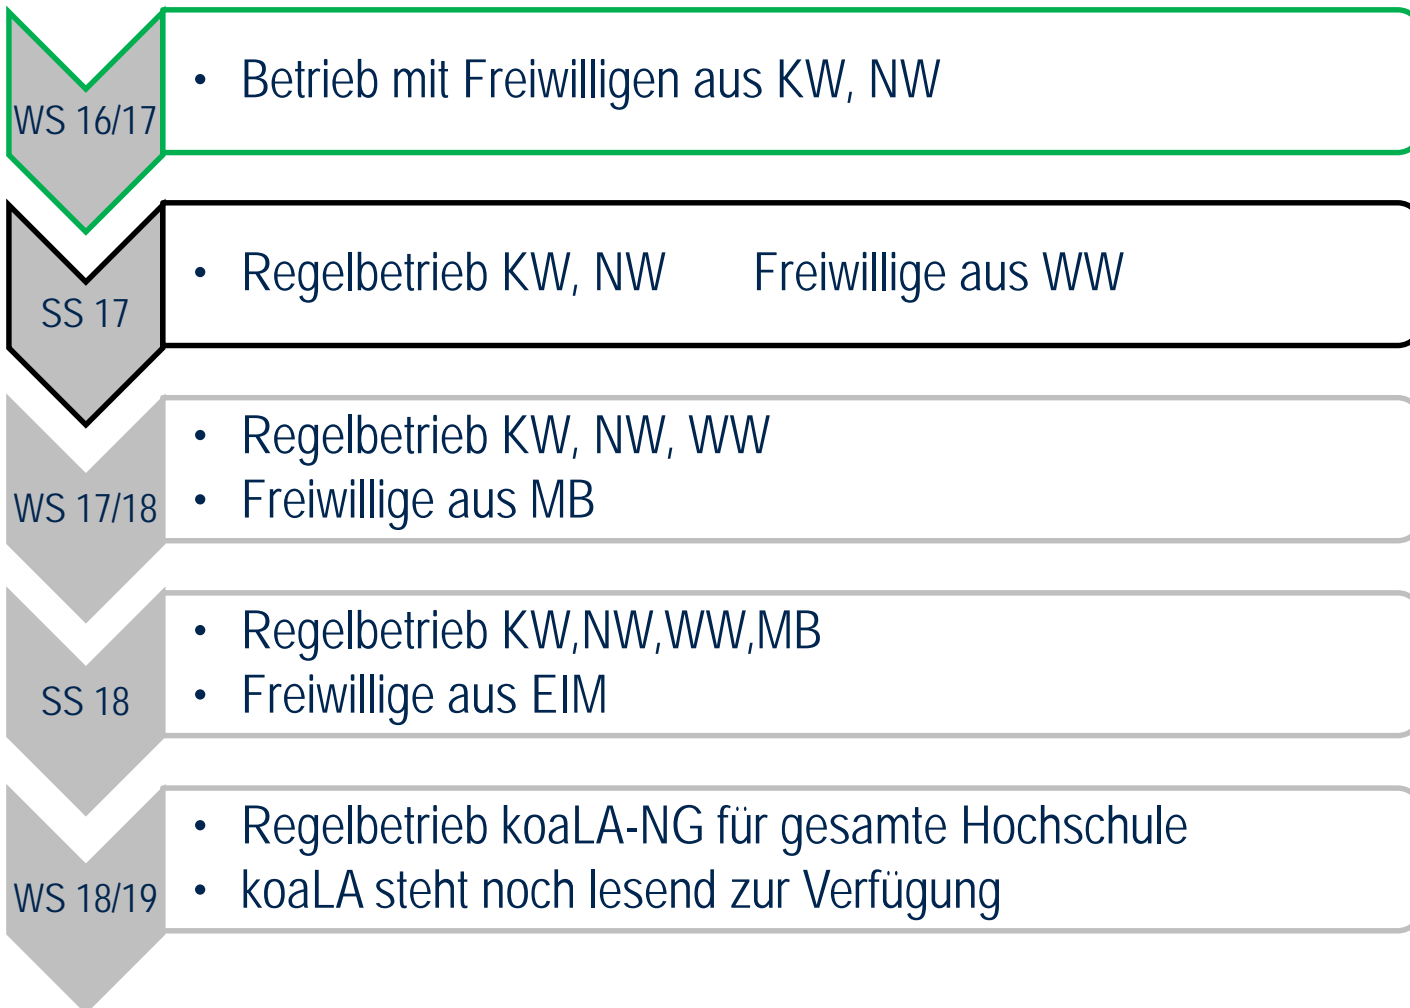 WS 16/17
• Betrieb mit Freiwilligen aus KW, NW
SS 17
• Regelbetrieb KW, NW Freiwillige aus WW
WS 17/18
• Regelbetrieb KW, NW, WW
• Freiwillige aus MB
SS 18
• Regelbetrieb KW,NW,WW,MB
• Freiwillige aus EIM
WS 18/19
• Regelbetrieb koaLA-NG für gesamte Hochschule
• koaLA steht noch lesend zur Verfügung